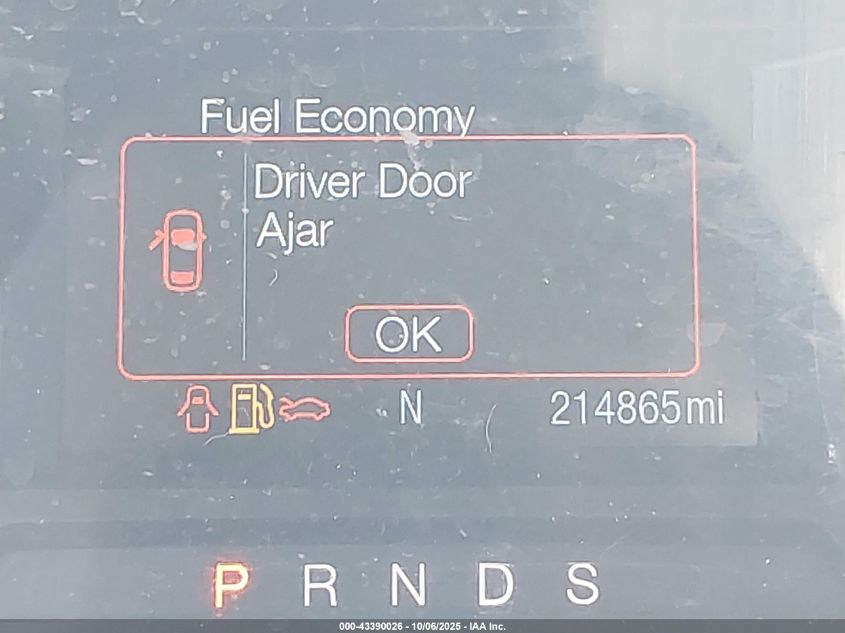 Fuel Economy
Driver Door
Ajar
OK
N 214865mi
P R N D S
000-43390026 - 10/06/2025 - IAA Inc.